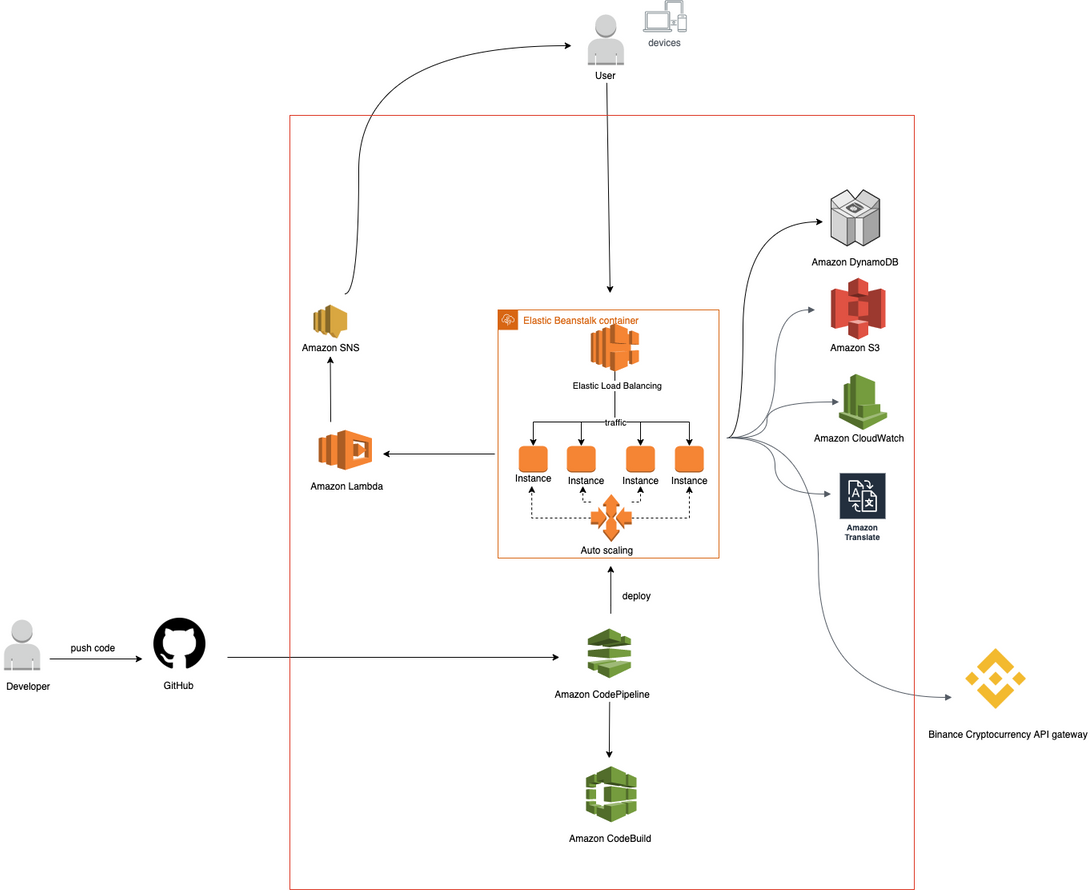 devices
User
Amazon DynamoDB
Amazon SNS
Elastic Beanstalk container
Amazon S3
Elastic Load Balancing
traffic
Amazon CloudWatch
Amazon Lambda
Instance
Instance
Instance
Instance
Amazon
Translate
Auto scaling
deploy
push code
Developer
GitHub
Amazon CodePipeline
Binance Cryptocurrency API gateway
Amazon CodeBuild